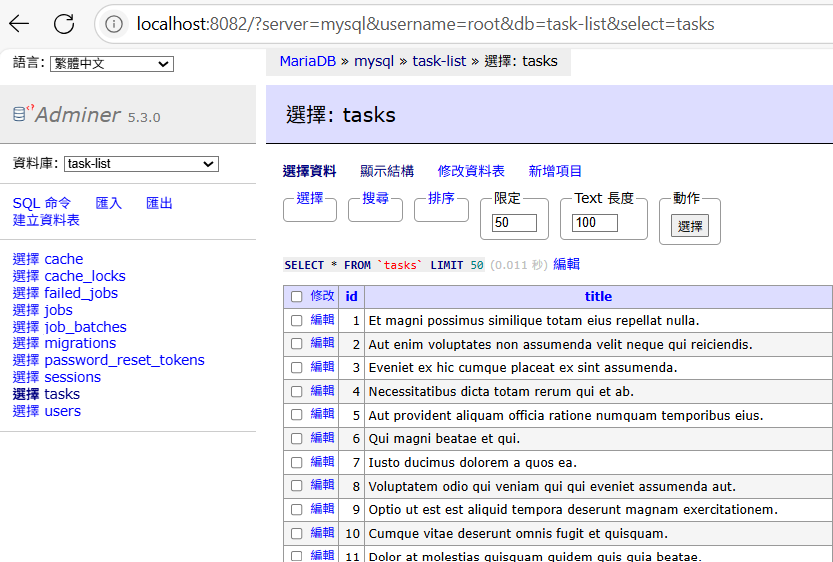 localhost:8082/?server=mysql&username=root&db=task-list&select=tasks
語言: 繁體中文
MariaDB » mysql » task-list » 選擇: tasks
Adminer 5.3.0
選擇: tasks
資料庫: task-list
SQL 命令 匯入 匯出
建立資料表
選擇 cache
選擇 cache_locks
選擇 failed_jobs
選擇 jobs
選擇 job_batches
選擇 migrations
選擇 password_reset_tokens
選擇 sessions
選擇 tasks
選擇 users
選擇資料 顯示結構 修改資料表 新增項目
選擇 搜尋 排序 限定 Text 長度 動作
50 100 選擇
SELECT * FROM `tasks` LIMIT 50 (0.011 秒) 編輯
修改 id title
編輯 1 Et magni possimus similique totam eius repellat nulla.
編輯 2 Aut enim voluptates non assumenda velit neque qui reiciendis.
編輯 3 Eveniet ex hic cumque placeat ex sint assumenda.
編輯 4 Necessitatibus dicta totam rerum qui et ab.
編輯 5 Aut provident aliquam officia ratione numquam temporibus eius.
編輯 6 Qui magni beatae et qui.
編輯 7 Iusto ducimus dolorem a quos ea.
編輯 8 Voluptatem odio qui veniam qui qui eveniet assumenda aut.
編輯 9 Optio ut est est aliquid tempora deserunt magnam exercitationem.
編輯 10 Cumque vitae deserunt omnis fugit et quisquam.
編輯 11 Dolor at molestias quisquam quidem quis quia beatae.